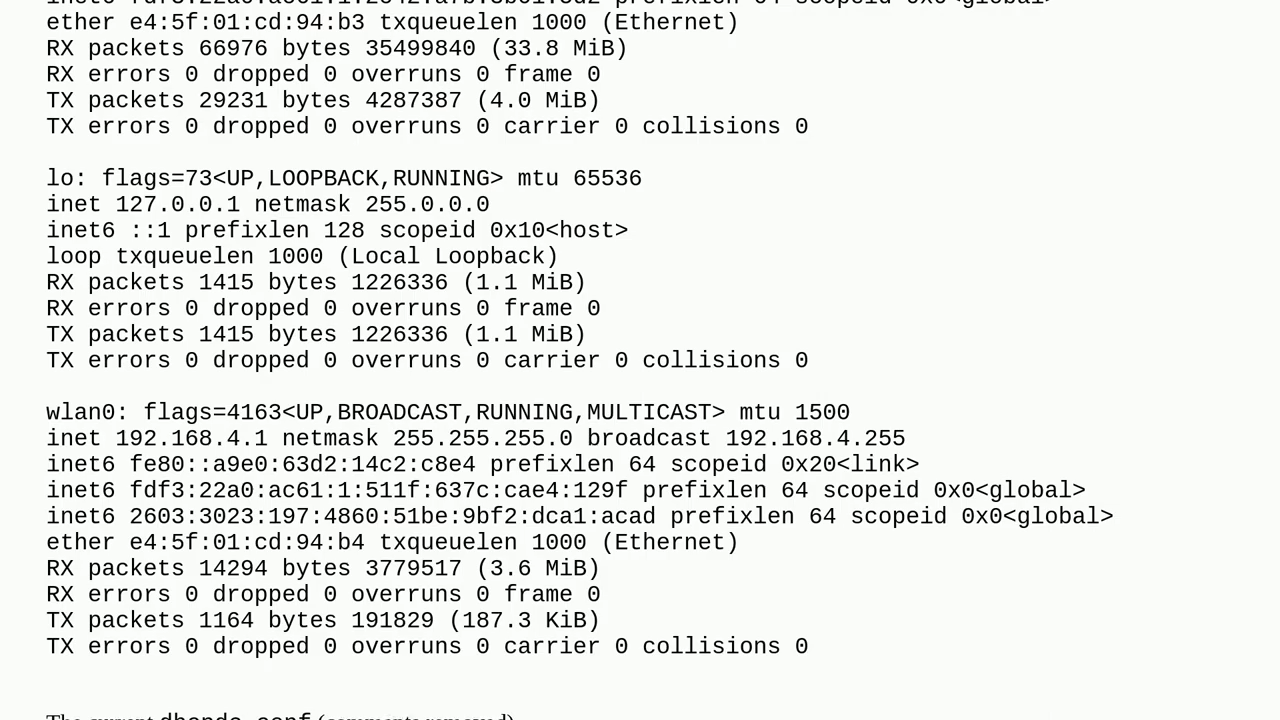 ether e4:5f:01:cd:94:b3 txqueuelen 1000 (Ethernet)
RX packets 66976 bytes 35499840 (33.8 MiB)
RX errors 0 dropped 0 overruns 0 frame 0
TX packets 29231 bytes 4287387 (4.0 MiB)
TX errors 0 dropped 0 overruns 0 carrier 0 collisions 0
lo: flags=73<UP,LOOPBACK,RUNNING> mtu 65536
inet 127.0.0.1 netmask 255.0.0.0
inet6 ::1 prefixlen 128 scopeid 0x10<host>
loop txqueuelen 1000 (Local Loopback)
RX packets 1415 bytes 1226336 (1.1 MiB)
RX errors 0 dropped 0 overruns 0 frame 0
TX packets 1415 bytes 1226336 (1.1 MiB)
TX errors 0 dropped 0 overruns 0 carrier 0 collisions 0
wlan0: flags=4163<UP,BROADCAST,RUNNING,MULTICAST> mtu 1500
inet 192.168.4.1 netmask 255.255.255.0 broadcast 192.168.4.255
inet6 fe80::a9e0:63d2:14c2:c8e4 prefixlen 64 scopeid 0x20<link>
inet6 fdf3:22a0:ac61:1:511f:637c:cae4:129f prefixlen 64 scopeid 0x0<global>
inet6 2603:3023:197:4860:51be:9bf2:dca1:acad prefixlen 64 scopeid 0x0<global>
ether e4:5f:01:cd:94:b4 txqueuelen 1000 (Ethernet)
RX packets 14294 bytes 3779517 (3.6 MiB)
RX errors 0 dropped 0 overruns 0 frame 0
TX packets 1164 bytes 191829 (187.3 KiB)
TX errors 0 dropped 0 overruns 0 carrier 0 collisions 0
The current dhcpdc.conf (comments removed)